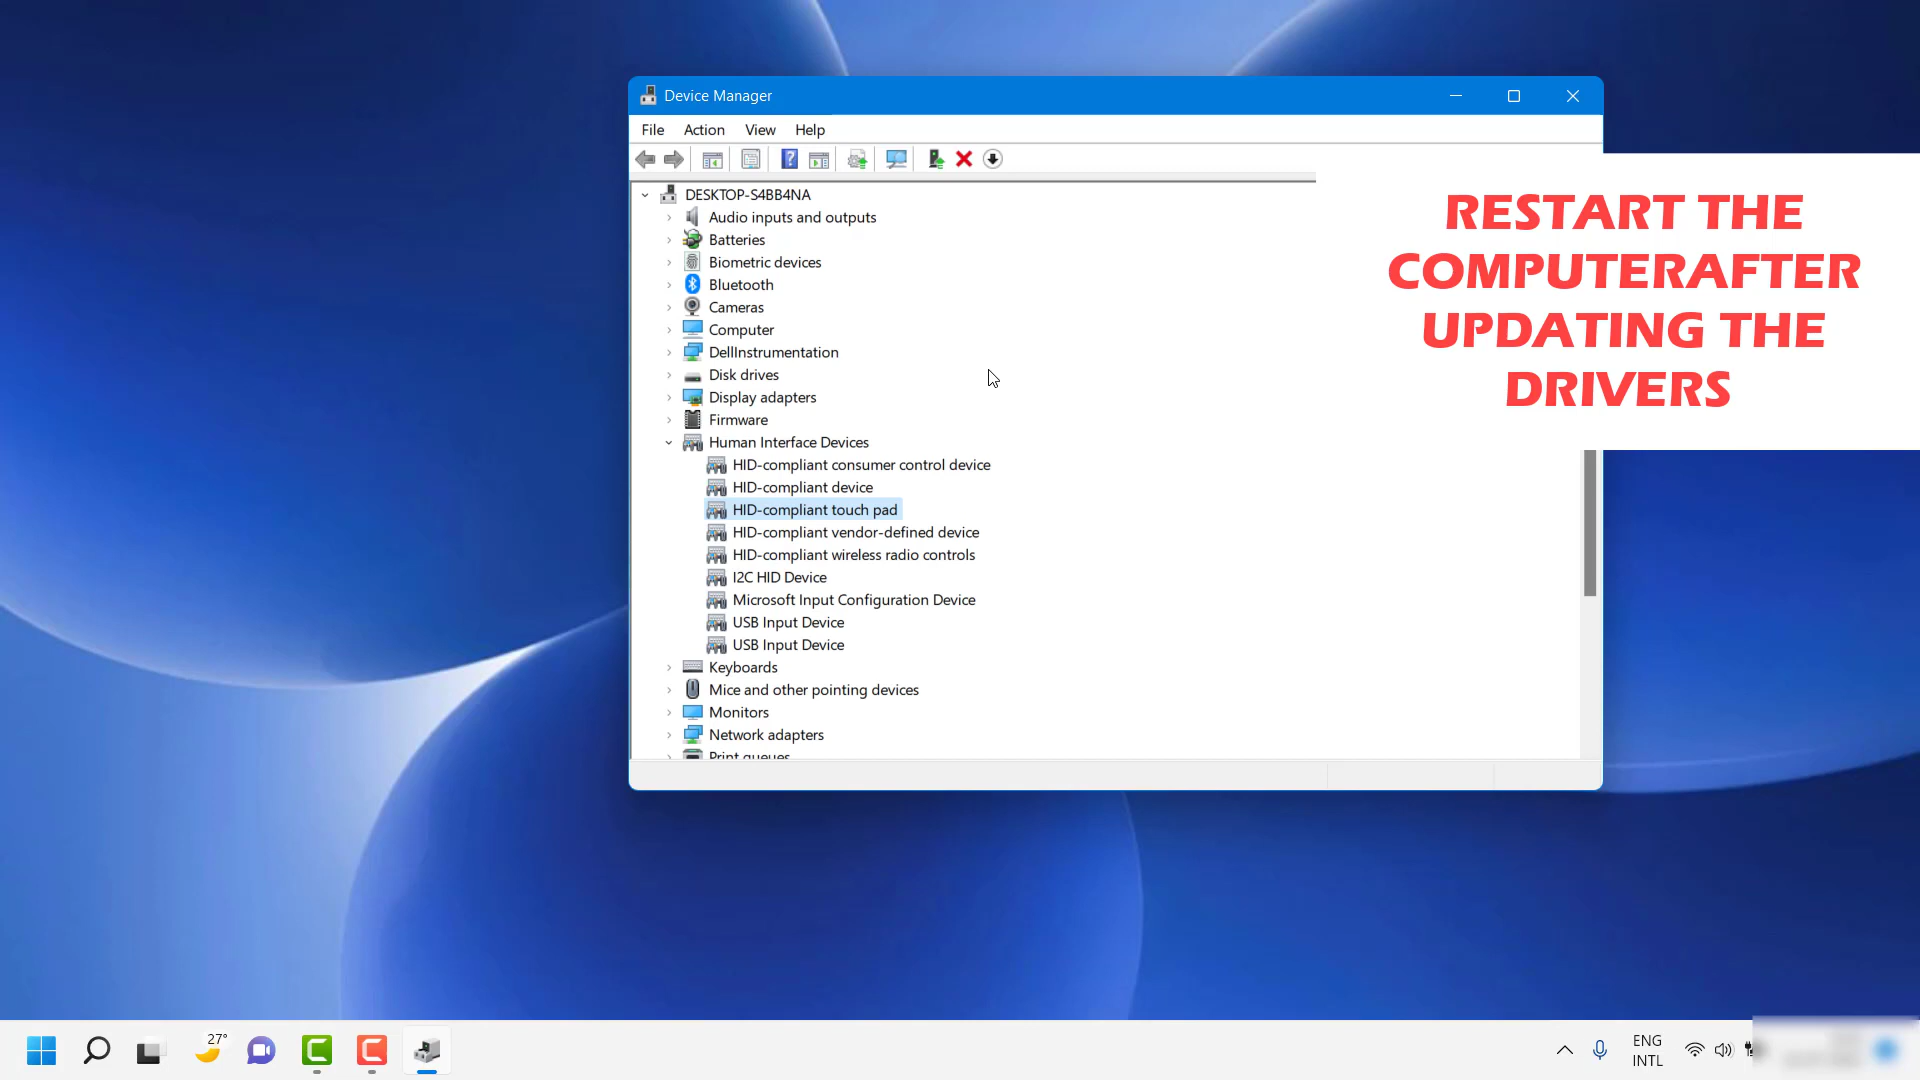 Device Manager
File Action View Help
DESKTOP-S4BB4NA
Audio inputs and outputs
Batteries
Biometric devices
Bluetooth
Cameras
Computer
DellInstrumentation
Disk drives
Display adapters
Firmware
Human Interface Devices
HID-compliant consumer control device
HID-compliant device
HID-compliant touch pad
HID-compliant vendor-defined device
HID-compliant wireless radio controls
I2C HID Device
Microsoft Input Configuration Device
USB Input Device
USB Input Device
Keyboards
Mice and other pointing devices
Monitors
Network adapters
Print queues
RESTART THE
COMPUTERAFTER
UPDATING THE
DRIVERS
27°
ENG
INTL